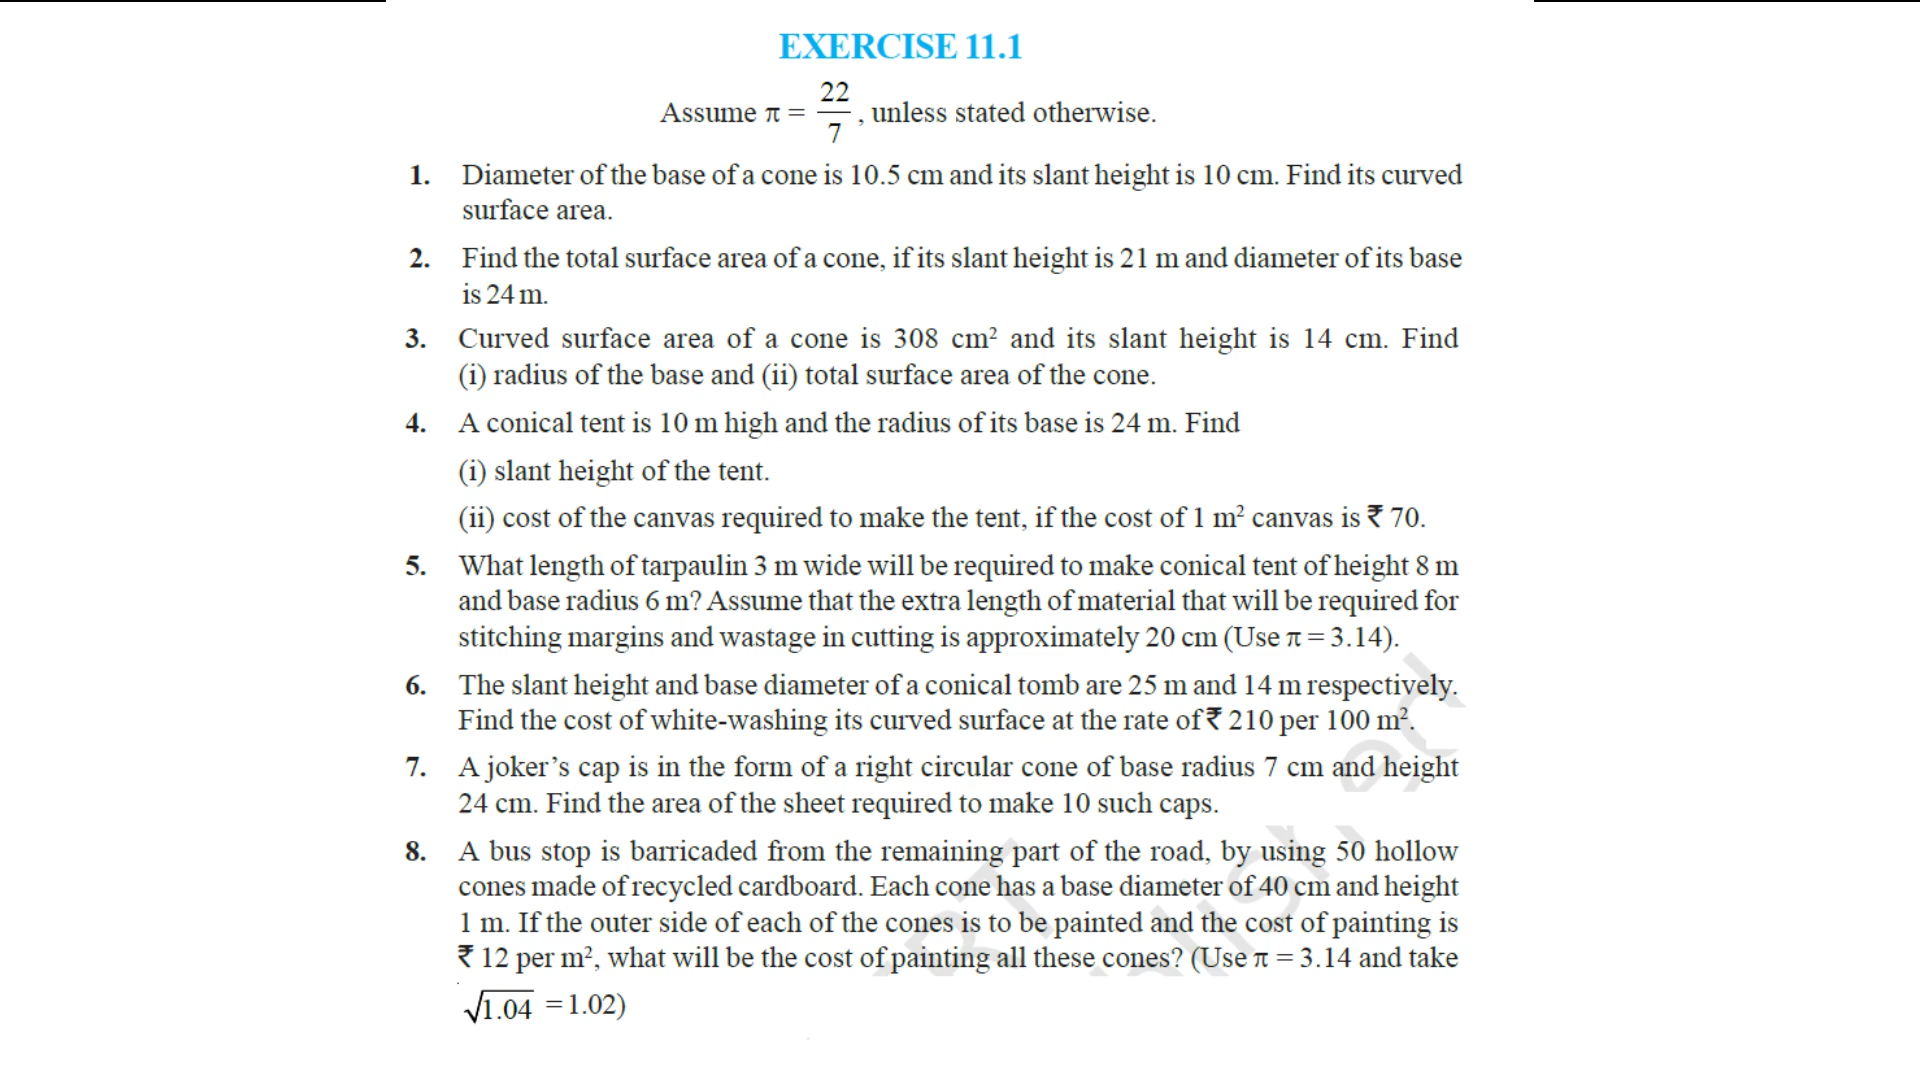 EXERCISE 11.1
Assume π = 22/7 , unless stated otherwise.
1. Diameter of the base of a cone is 10.5 cm and its slant height is 10 cm. Find its curved
surface area.
2. Find the total surface area of a cone, if its slant height is 21 m and diameter of its base
is 24 m.
3. Curved surface area of a cone is 308 cm² and its slant height is 14 cm. Find
(i) radius of the base and (ii) total surface area of the cone.
4. A conical tent is 10 m high and the radius of its base is 24 m. Find
(i) slant height of the tent.
(ii) cost of the canvas required to make the tent, if the cost of 1 m² canvas is ₹ 70.
5. What length of tarpaulin 3 m wide will be required to make conical tent of height 8 m
and base radius 6 m? Assume that the extra length of material that will be required for
stitching margins and wastage in cutting is approximately 20 cm (Use π = 3.14).
6. The slant height and base diameter of a conical tomb are 25 m and 14 m respectively.
Find the cost of white-washing its curved surface at the rate of ₹ 210 per 100 m².
7. A joker’s cap is in the form of a right circular cone of base radius 7 cm and height
24 cm. Find the area of the sheet required to make 10 such caps.
8. A bus stop is barricaded from the remaining part of the road, by using 50 hollow
cones made of recycled cardboard. Each cone has a base diameter of 40 cm and height
1 m. If the outer side of each of the cones is to be painted and the cost of painting is
₹ 12 per m², what will be the cost of painting all these cones? (Use π = 3.14 and take
√1.04 = 1.02)